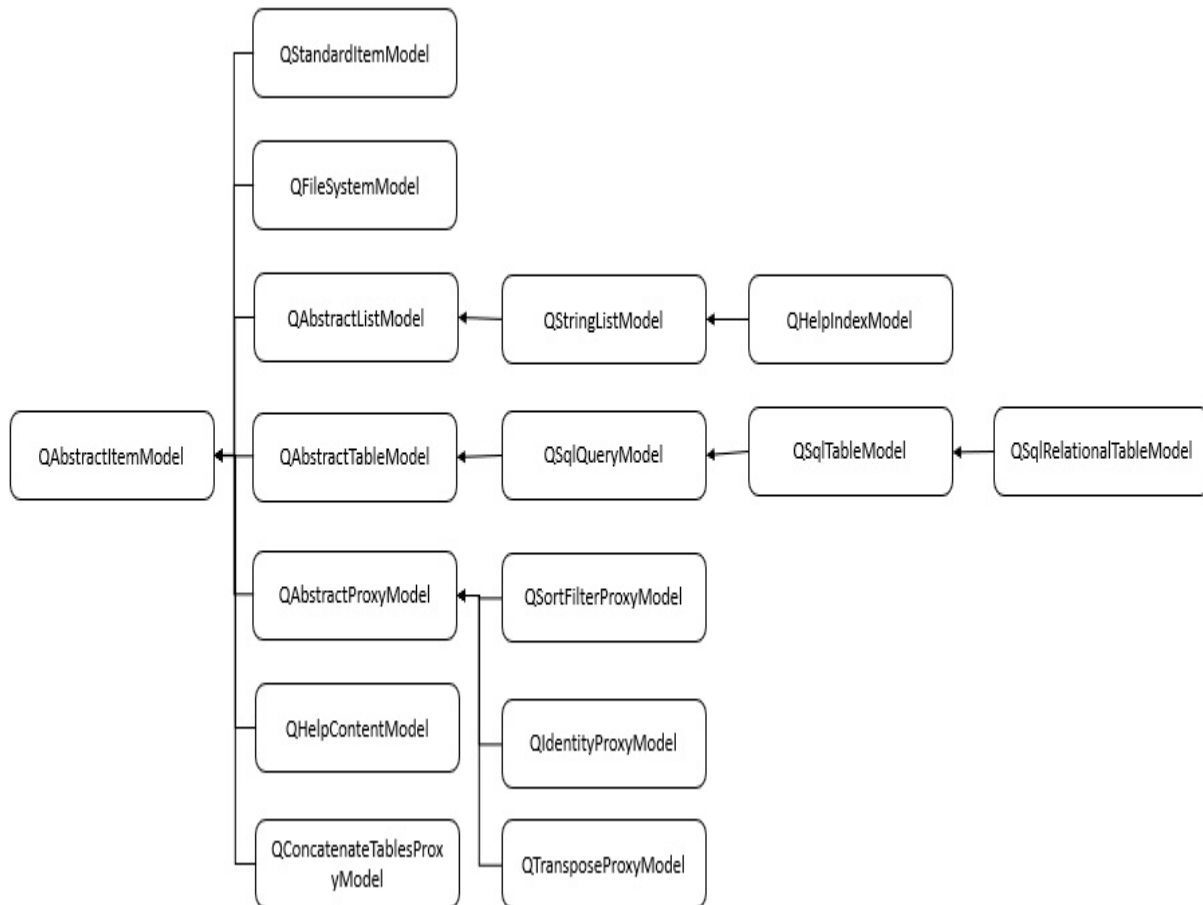 QStandardItemModel
QFileSystemModel
QAbstractListModel
QStringListModel
QHelpIndexModel
QAbstractItemModel
QAbstractTableModel
QSqlQueryModel
QSqlTableModel
QSqlRelationalTableModel
QAbstractProxyModel
QSortFilterProxyModel
QHelpContentModel
QIdentityProxyModel
QConcatenateTablesProx
yModel
QTransposeProxyModel